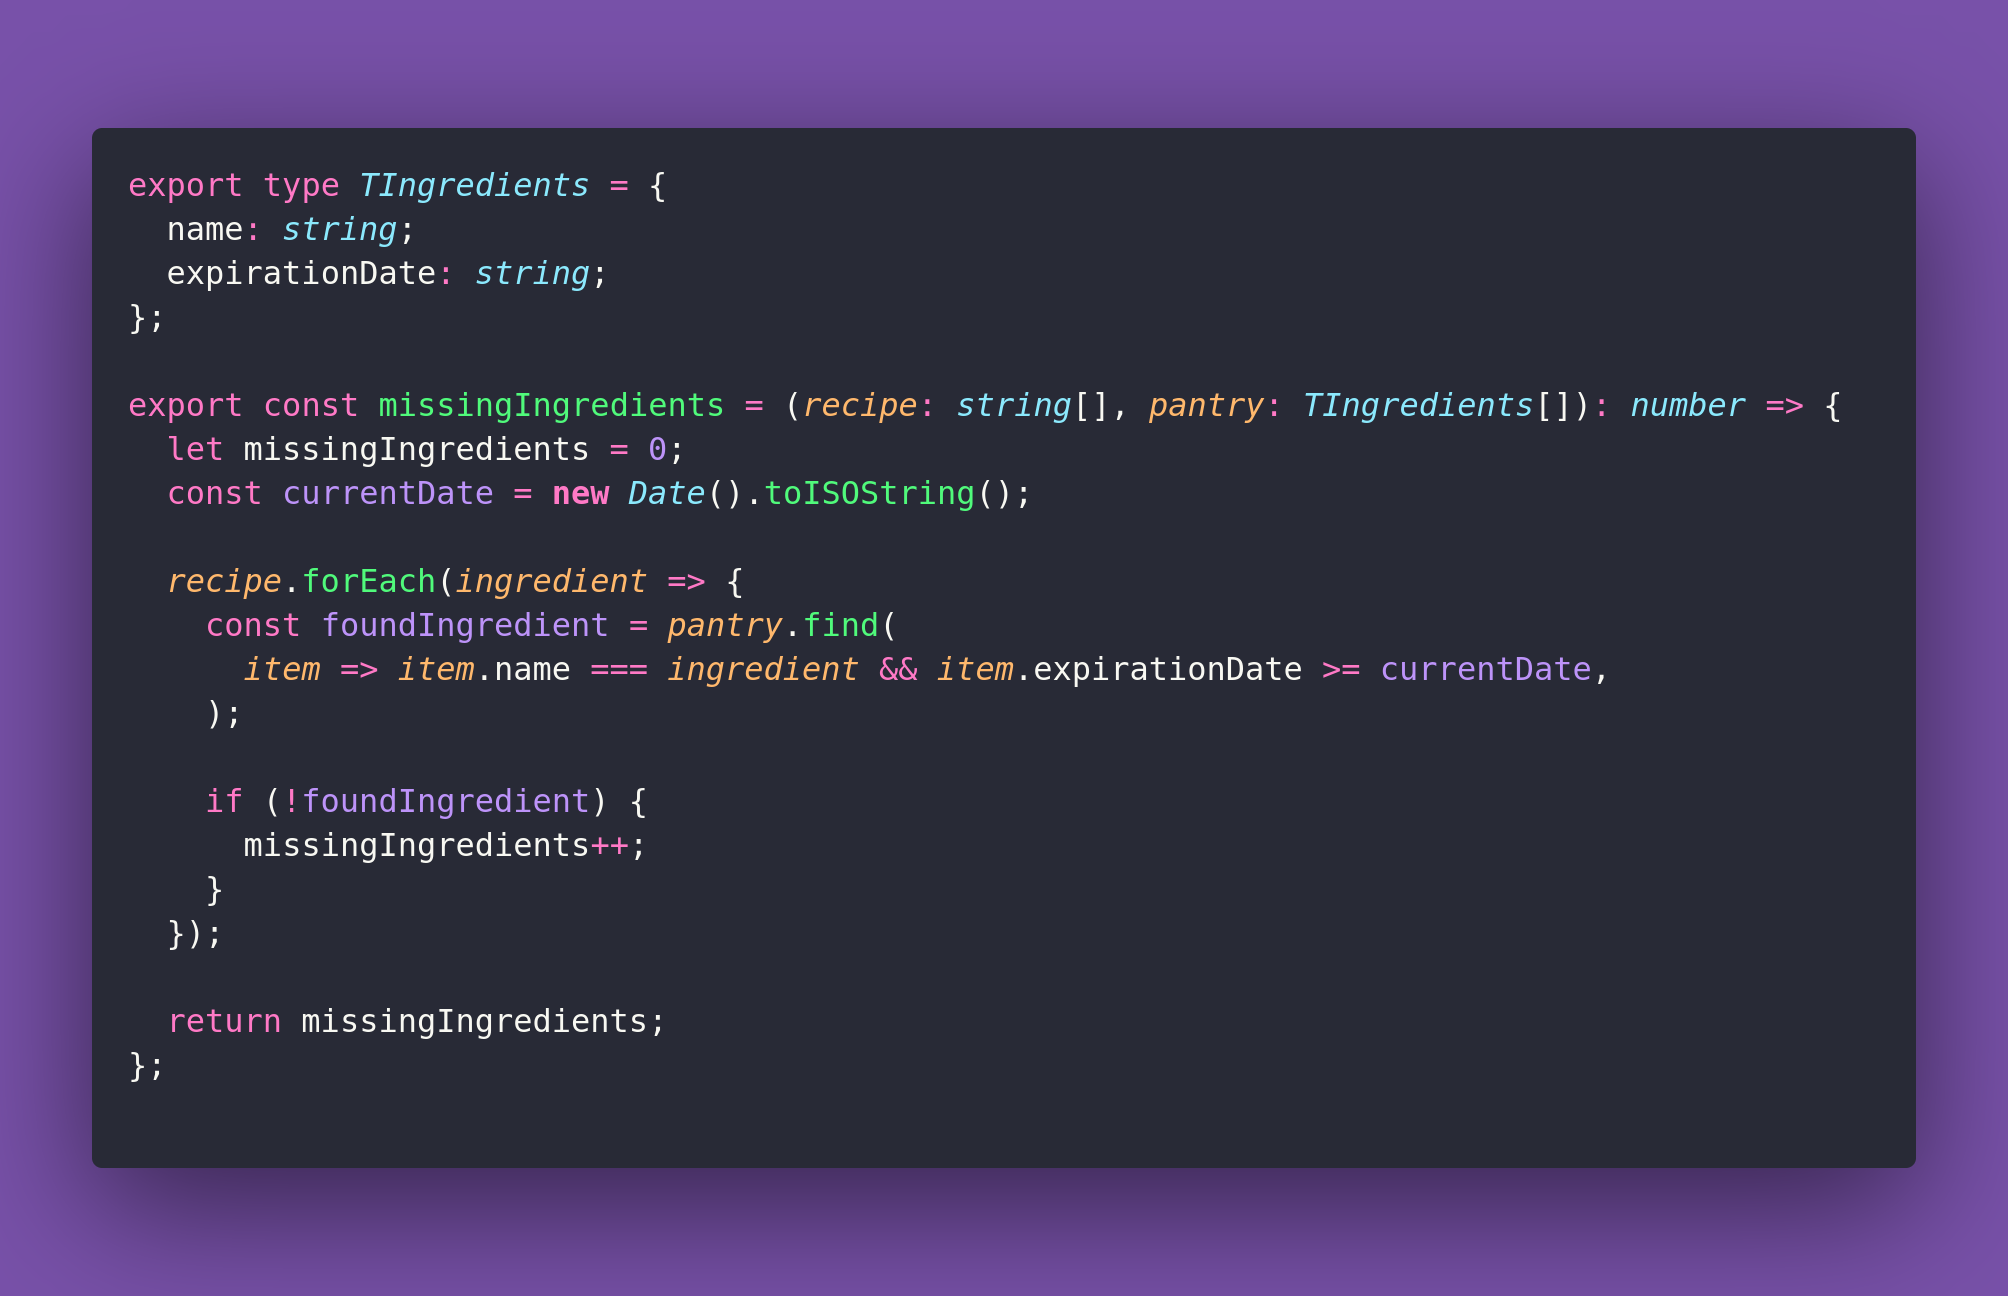 export type TIngredients = {
  name: string;
  expirationDate: string;
};

export const missingIngredients = (recipe: string[], pantry: TIngredients[]): number => {
  let missingIngredients = 0;
  const currentDate = new Date().toISOString();

  recipe.forEach(ingredient => {
    const foundIngredient = pantry.find(
      item => item.name === ingredient && item.expirationDate >= currentDate,
    );

    if (!foundIngredient) {
      missingIngredients++;
    }
  });

  return missingIngredients;
};